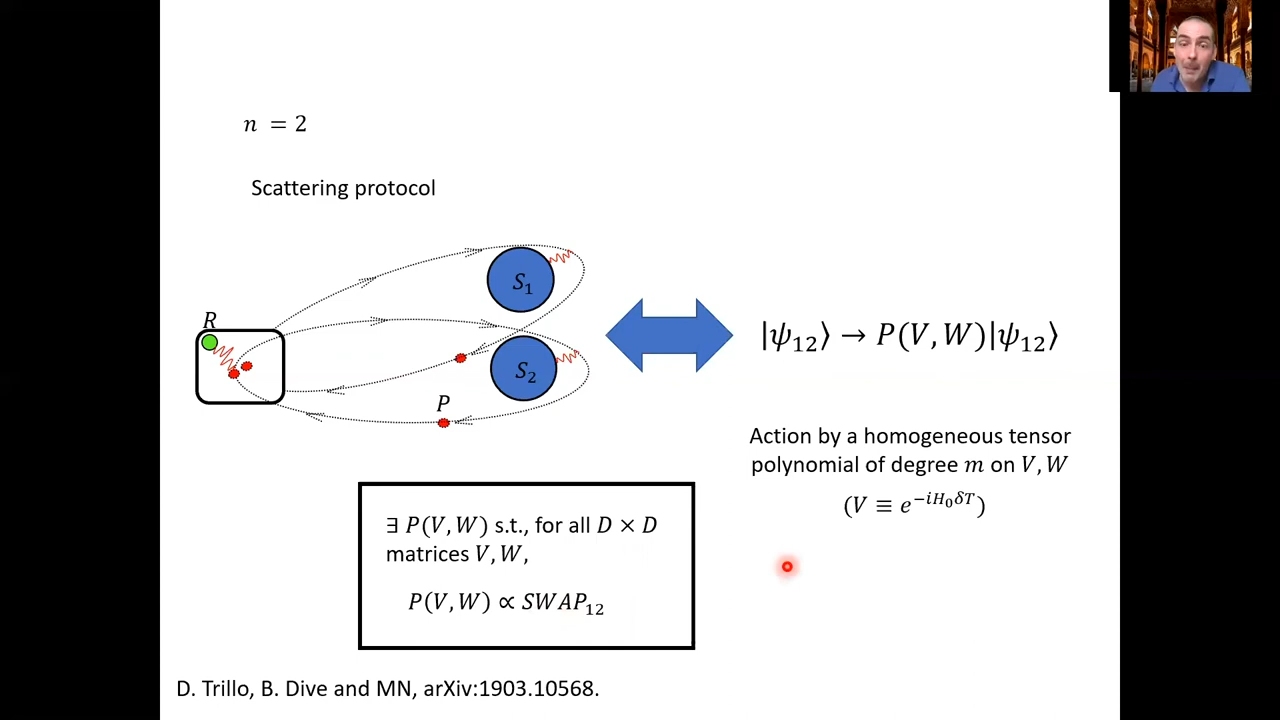 n = 2
Scattering protocol
R
S₁
S₂
P
|ψ₁₂⟩ → P(V, W)|ψ₁₂⟩
Action by a homogeneous tensor
polynomial of degree m on V, W
(V ≡ e^{−iH₀δT})
∃ P(V, W) s.t., for all D × D
matrices V, W,
P(V, W) ∝ SWAP₁₂
D. Trillo, B. Dive and MN, arXiv:1903.10568.